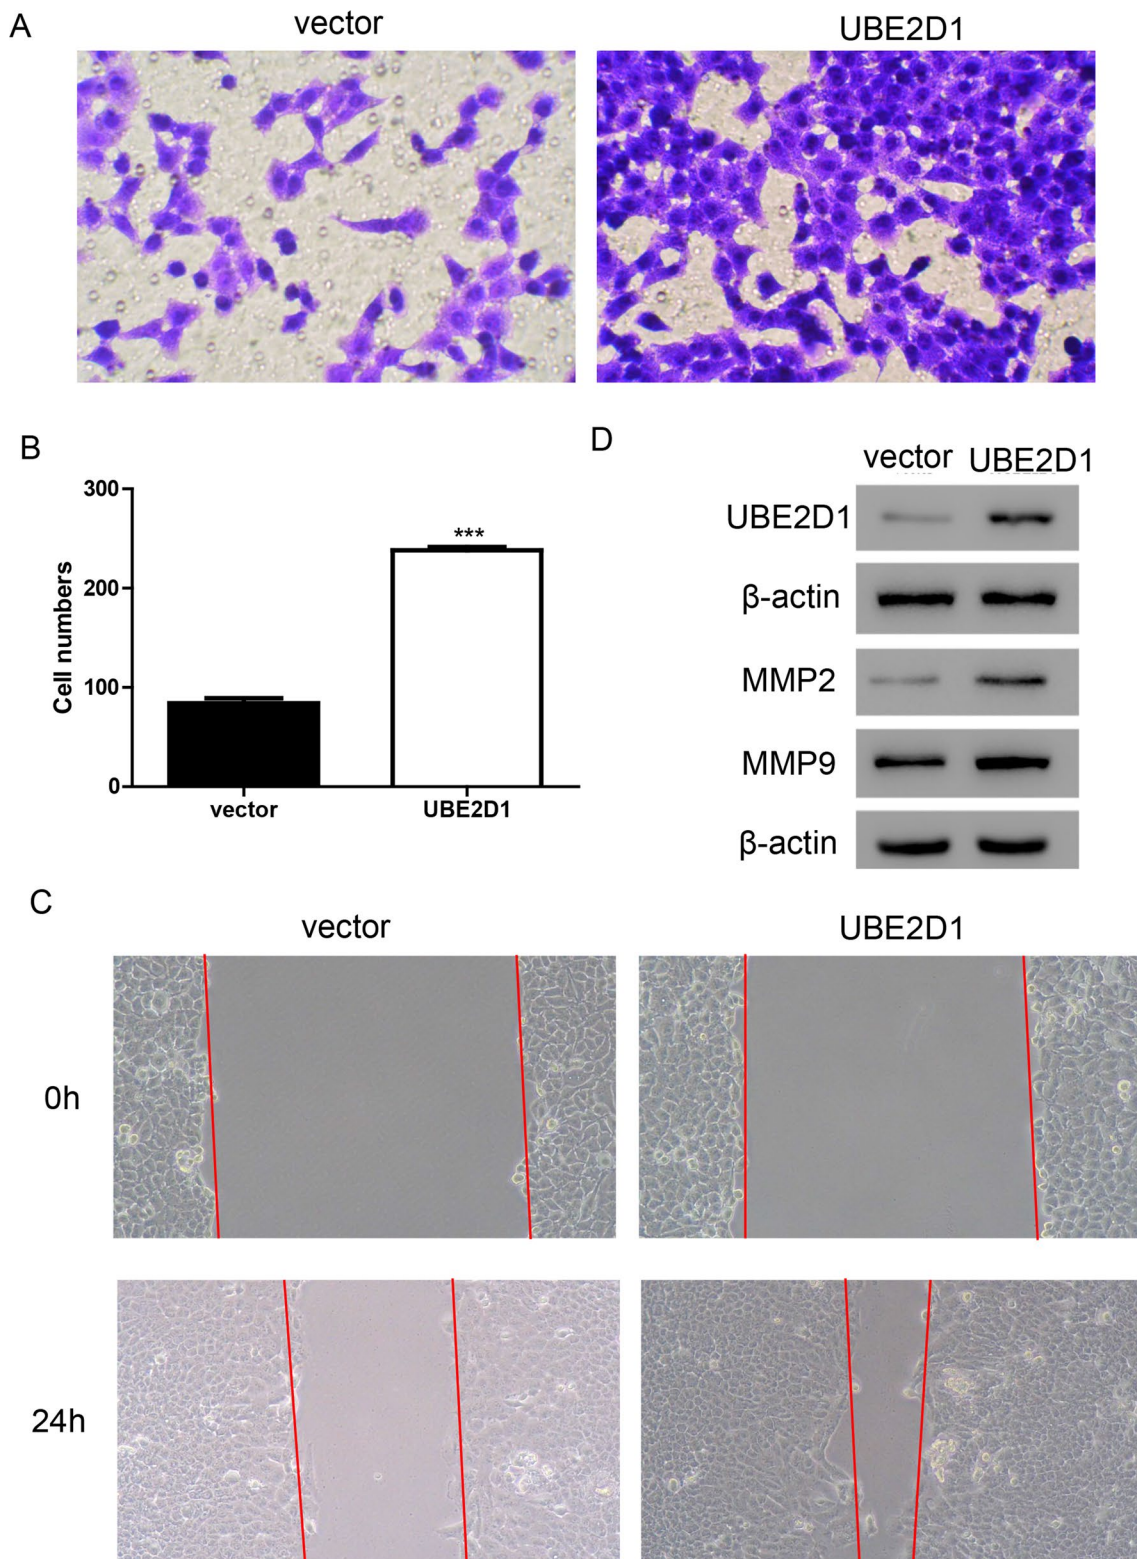 A
vector
UBE2D1
B
300
200
100
0
Cell numbers
***
vector
UBE2D1
D
vector UBE2D1
UBE2D1
β-actin
MMP2
MMP9
β-actin
C
vector
UBE2D1
0h
24h